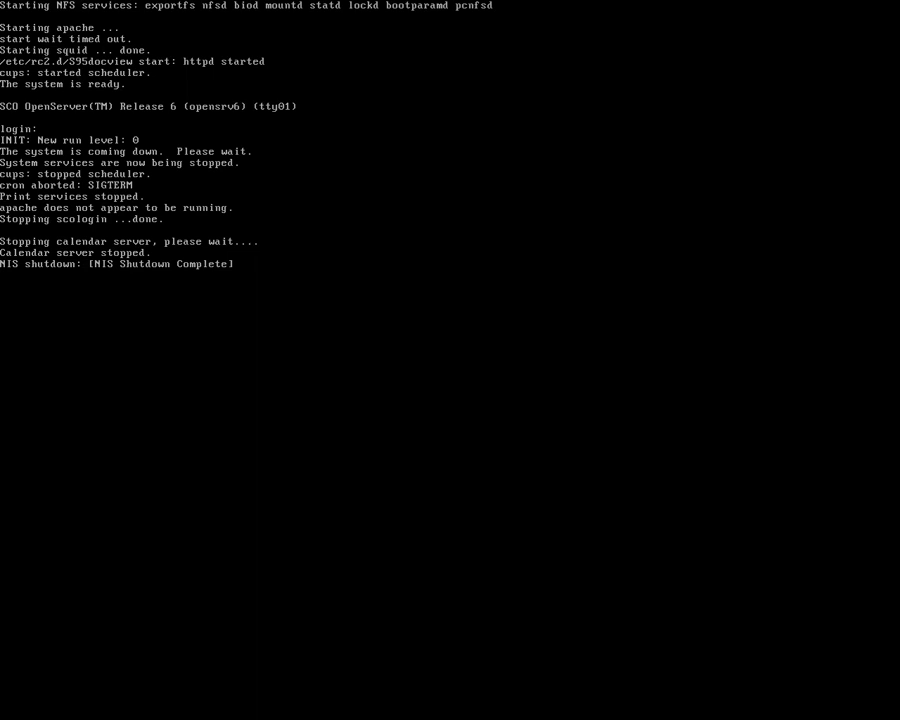 Starting NFS services: exportfs nfsd biod mountd statd lockd bootparamd pcnfsd
Starting apache ...
start wait timed out.
Starting squid ... done.
/etc/rc2.d/S95docview start: httpd started
cups: started scheduler.
The system is ready.
SCO OpenServer(TM) Release 6 (opensrv6) (tty01)
login:
INIT: New run level: 0
The system is coming down.  Please wait.
System services are now being stopped.
cups: stopped scheduler.
cron aborted: SIGTERM
Print services stopped.
apache does not appear to be running.
Stopping scologin ...done.
Stopping calendar server, please wait....
Calendar server stopped.
NIS shutdown: [NIS Shutdown Complete]